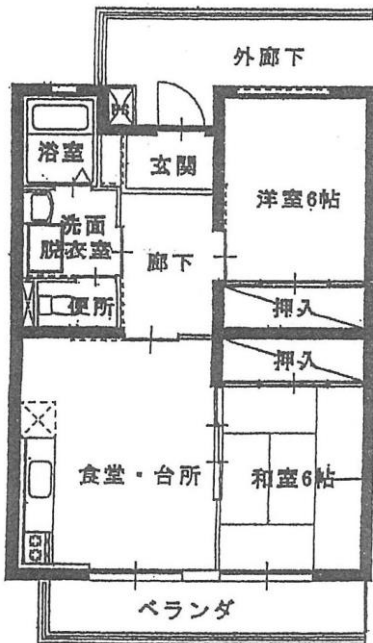 外廊下
PS
浴室
玄関
洋室6帖
洗面
脱衣室
廊下
便所
押入
押入
食堂・台所
和室6帖
ベランダ